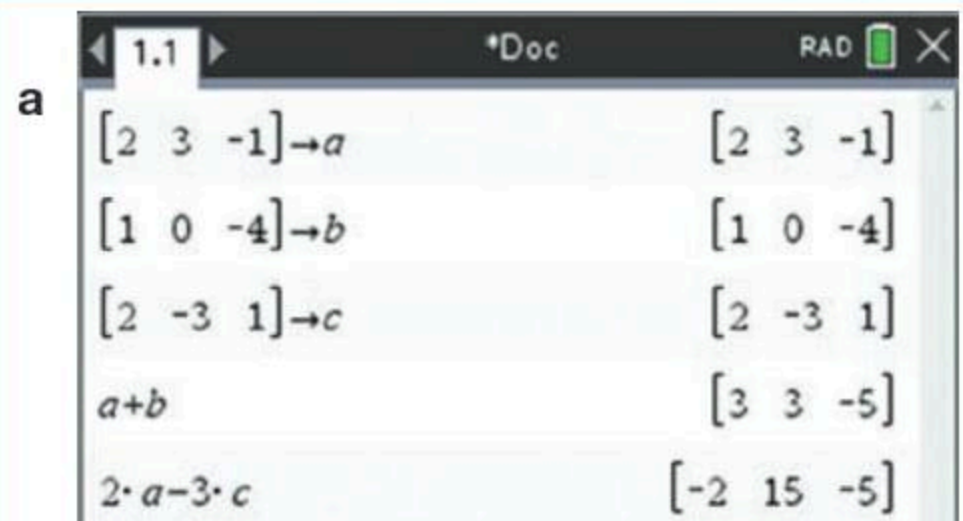 1.1 *Doc RAD
a
[2 3 -1]→a [2 3 -1]
[1 0 -4]→b [1 0 -4]
[2 -3 1]→c [2 -3 1]
a+b [3 3 -5]
2·a-3·c [-2 15 -5]